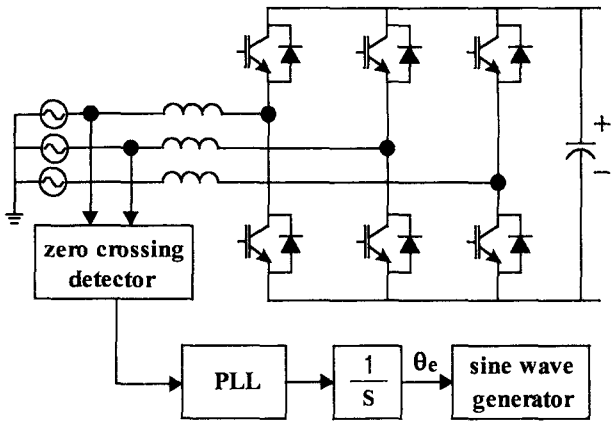 +
−
zero crossing
detector
PLL
1
S
θe
sine wave
generator